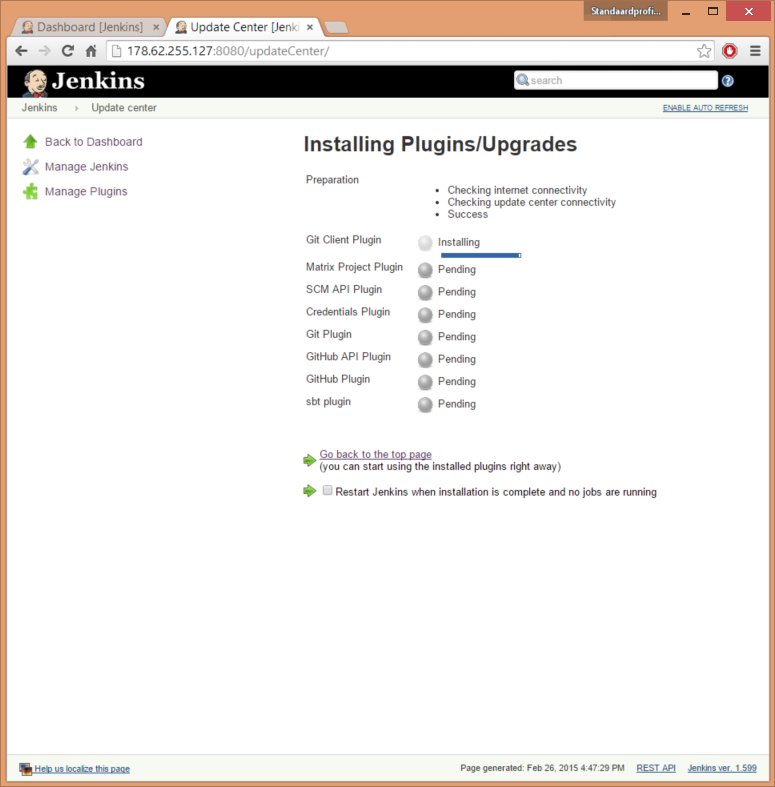 Standaardprofi...
Dashboard [Jenkins]
Update Center [Jenki
178.62.255.127:8080/updateCenter/
Jenkins
search
Jenkins
Update center
ENABLE AUTO REFRESH
Back to Dashboard
Manage Jenkins
Manage Plugins
Installing Plugins/Upgrades
Preparation
Checking internet connectivity
Checking update center connectivity
Success
Git Client Plugin Installing
Matrix Project Plugin Pending
SCM API Plugin Pending
Credentials Plugin Pending
Git Plugin Pending
GitHub API Plugin Pending
GitHub Plugin Pending
sbt plugin Pending
Go back to the top page
(you can start using the installed plugins right away)
Restart Jenkins when installation is complete and no jobs are running
Help us localize this page
Page generated: Feb 26, 2015 4:47:29 PM REST API Jenkins ver. 1.599